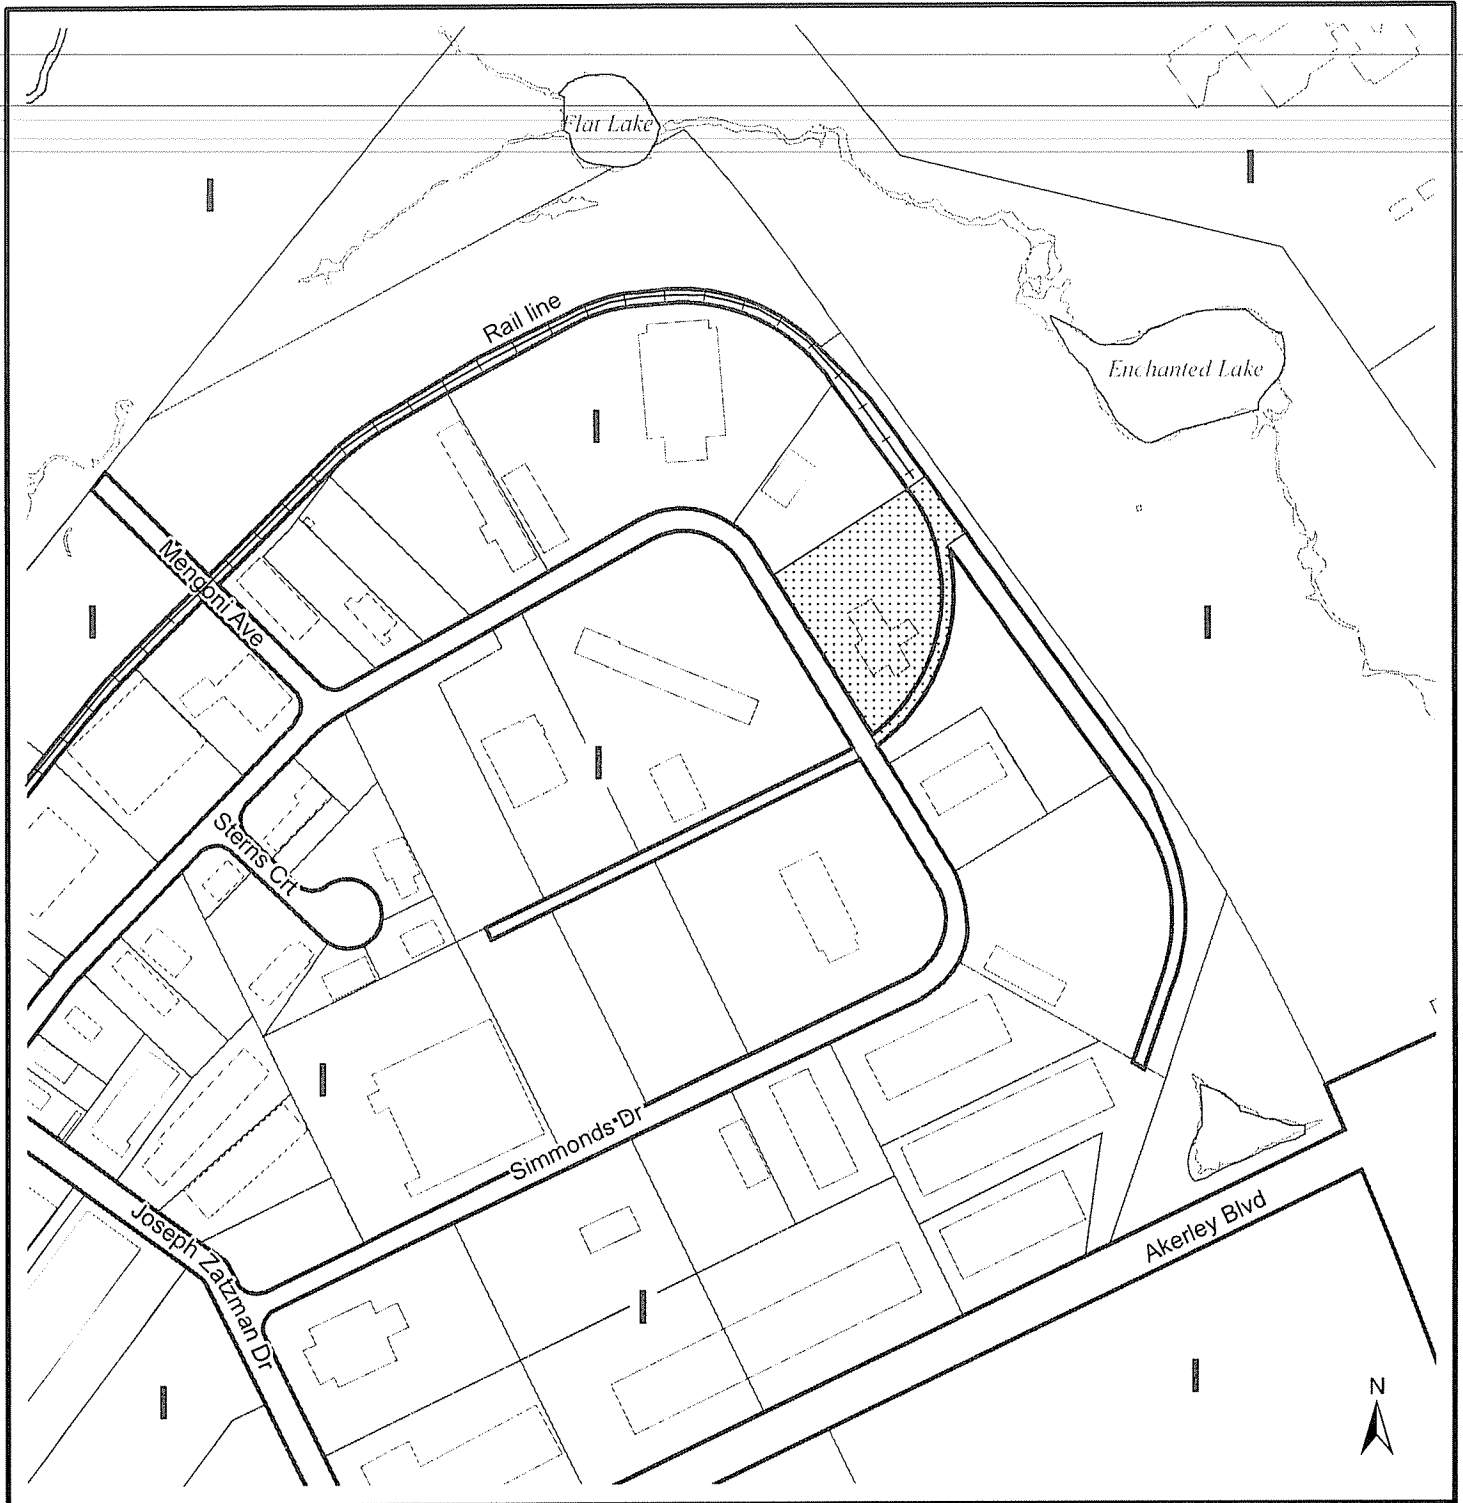 Flat Lake
I
I
Rail line
Enchanted Lake
I
Mengoni Ave
I
I
I
Sterns Crt
I
Simmonds Dr
Joseph Zatzman Dr
Akerley Blvd
I
I
I
N